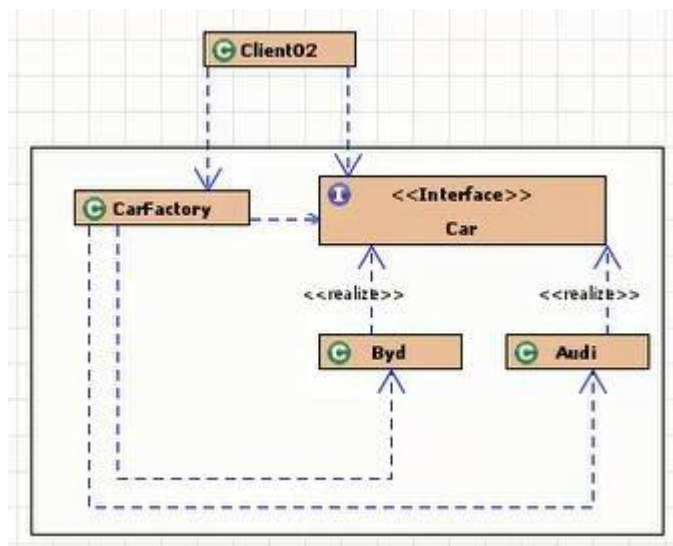 C Client02
C CarFactory
I <<Interface>>
Car
<<realize>>
<<realize>>
C Byd
C Audi